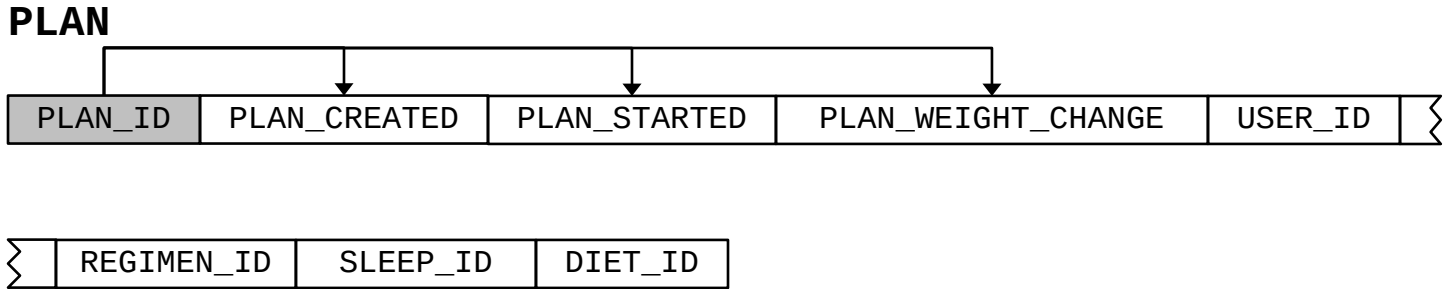 PLAN
PLAN_ID PLAN_CREATED PLAN_STARTED PLAN_WEIGHT_CHANGE USER_ID
REGIMEN_ID SLEEP_ID DIET_ID